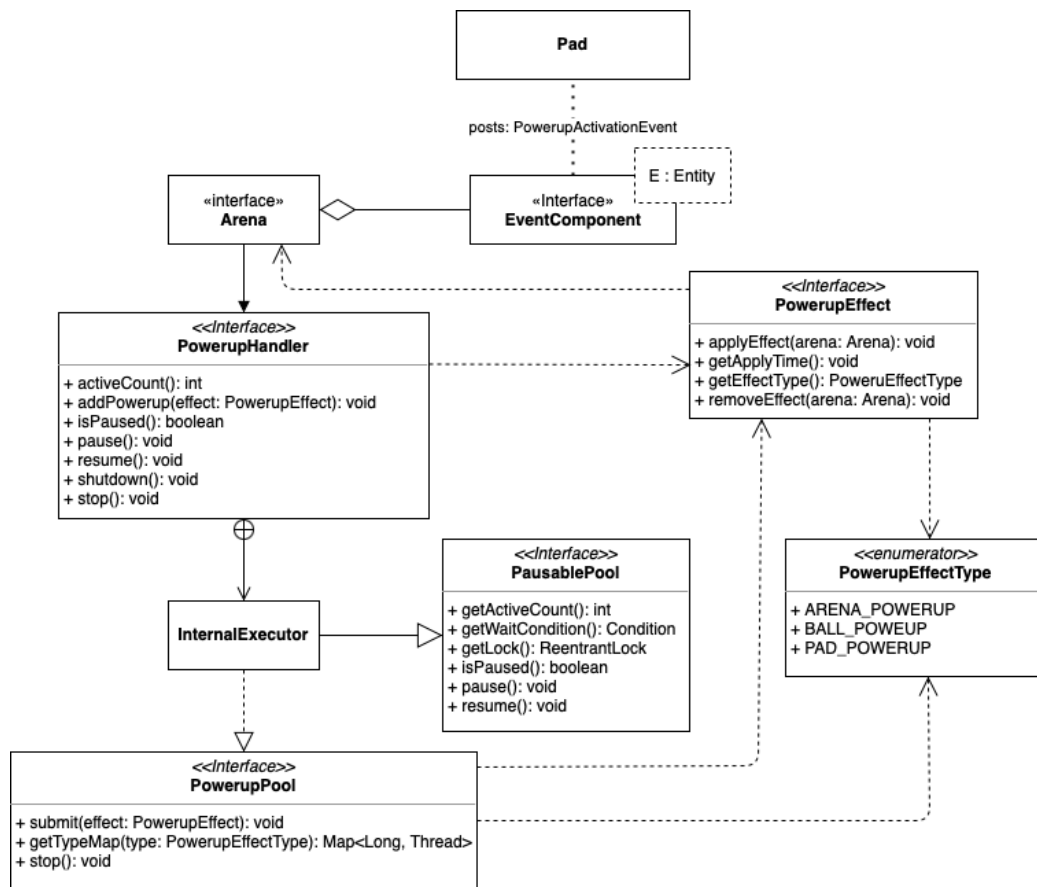 Pad
posts: PowerupActivationEvent
E : Entity
«interface»
Arena
«Interface»
EventComponent
<<Interface>>
PowerupEffect
+ applyEffect(arena: Arena): void
+ getApplyTime(): void
+ getEffectType(): PoweruEffectType
+ removeEffect(arena: Arena): void
<<Interface>>
PowerupHandler
+ activeCount(): int
+ addPowerup(effect: PowerupEffect): void
+ isPaused(): boolean
+ pause(): void
+ resume(): void
+ shutdown(): void
+ stop(): void
<<Interface>>
PausablePool
+ getActiveCount(): int
+ getWaitCondition(): Condition
+ getLock(): ReentrantLock
+ isPaused(): boolean
+ pause(): void
+ resume(): void
<<enumerator>>
PowerupEffectType
+ ARENA_POWERUP
+ BALL_POWEUP
+ PAD_POWERUP
InternalExecutor
<<Interface>>
PowerupPool
+ submit(effect: PowerupEffect): void
+ getTypeMap(type: PowerupEffectType): Map<Long, Thread>
+ stop(): void